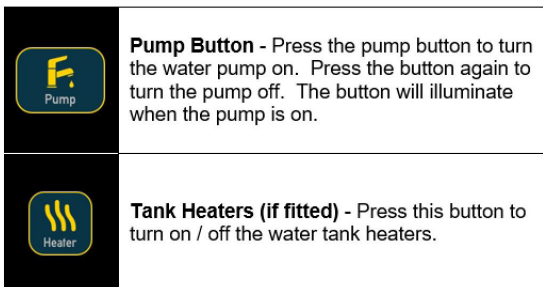 Pump
Pump Button - Press the pump button to turn
the water pump on.  Press the button again to
turn the pump off.  The button will illuminate
when the pump is on.
Heater
Tank Heaters (if fitted) - Press this button to
turn on / off the water tank heaters.